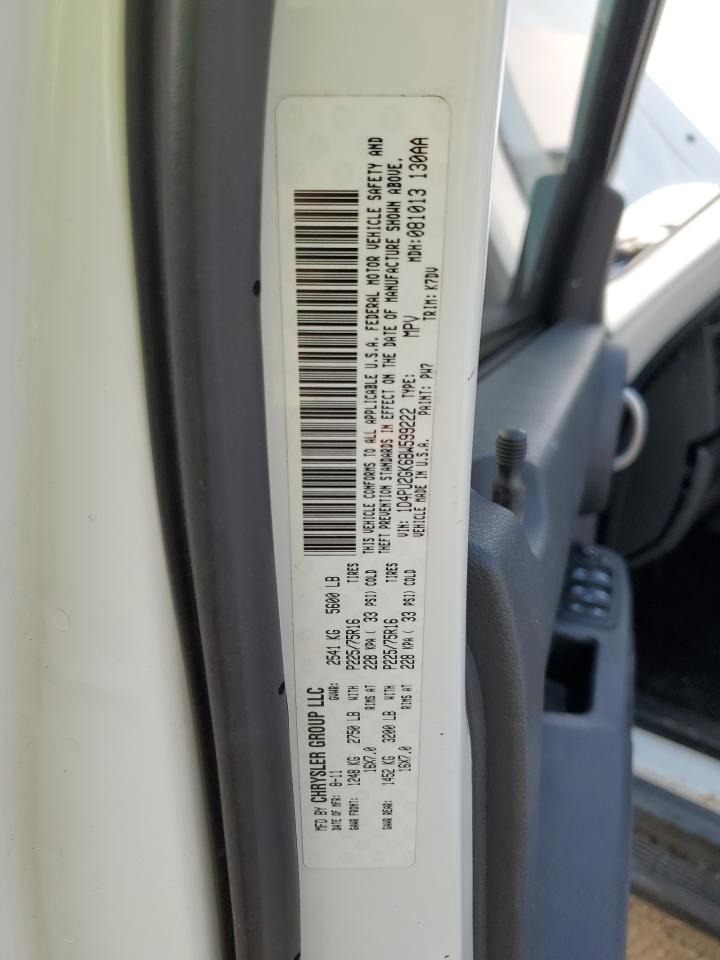 MFD BY CHRYSLER GROUP LLC
DATE OF MFR: 8-11 GVWR: 2541 KG 5600 LB
GAWR FRONT: 1248 KG 2750 LB WITH P225/75R16 TIRES
16X7.0 RIMS AT 228 KPA ( 33 PSI) COLD
GAWR REAR: 1452 KG 3200 LB WITH P225/75R16 TIRES
16X7.0 RIMS AT 228 KPA ( 33 PSI) COLD
THIS VEHICLE CONFORMS TO ALL APPLICABLE U.S.A. FEDERAL MOTOR VEHICLE SAFETY AND
THEFT PREVENTION STANDARDS IN EFFECT ON THE DATE OF MANUFACTURE SHOWN ABOVE.
VIN: 1D4PU2GK6BW599222 TYPE: MPV MDH:081013 130AA
VEHICLE MADE IN U.S.A. PAINT: PW7 TRIM: K7DV